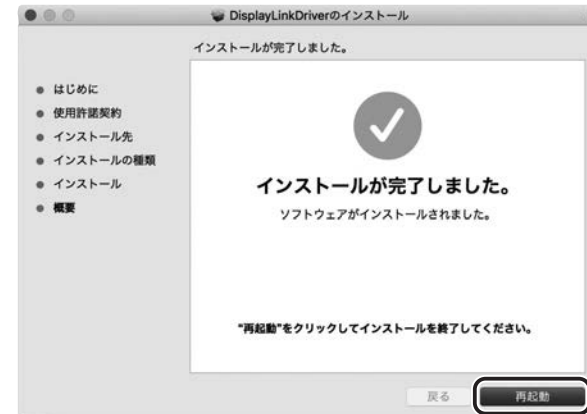 DisplayLinkDriverのインストール
インストールが完了しました。
はじめに
使用許諾契約
インストール先
インストールの種類
インストール
概要
インストールが完了しました。
ソフトウェアがインストールされました。
"再起動"をクリックしてインストールを終了してください。
戻る
再起動